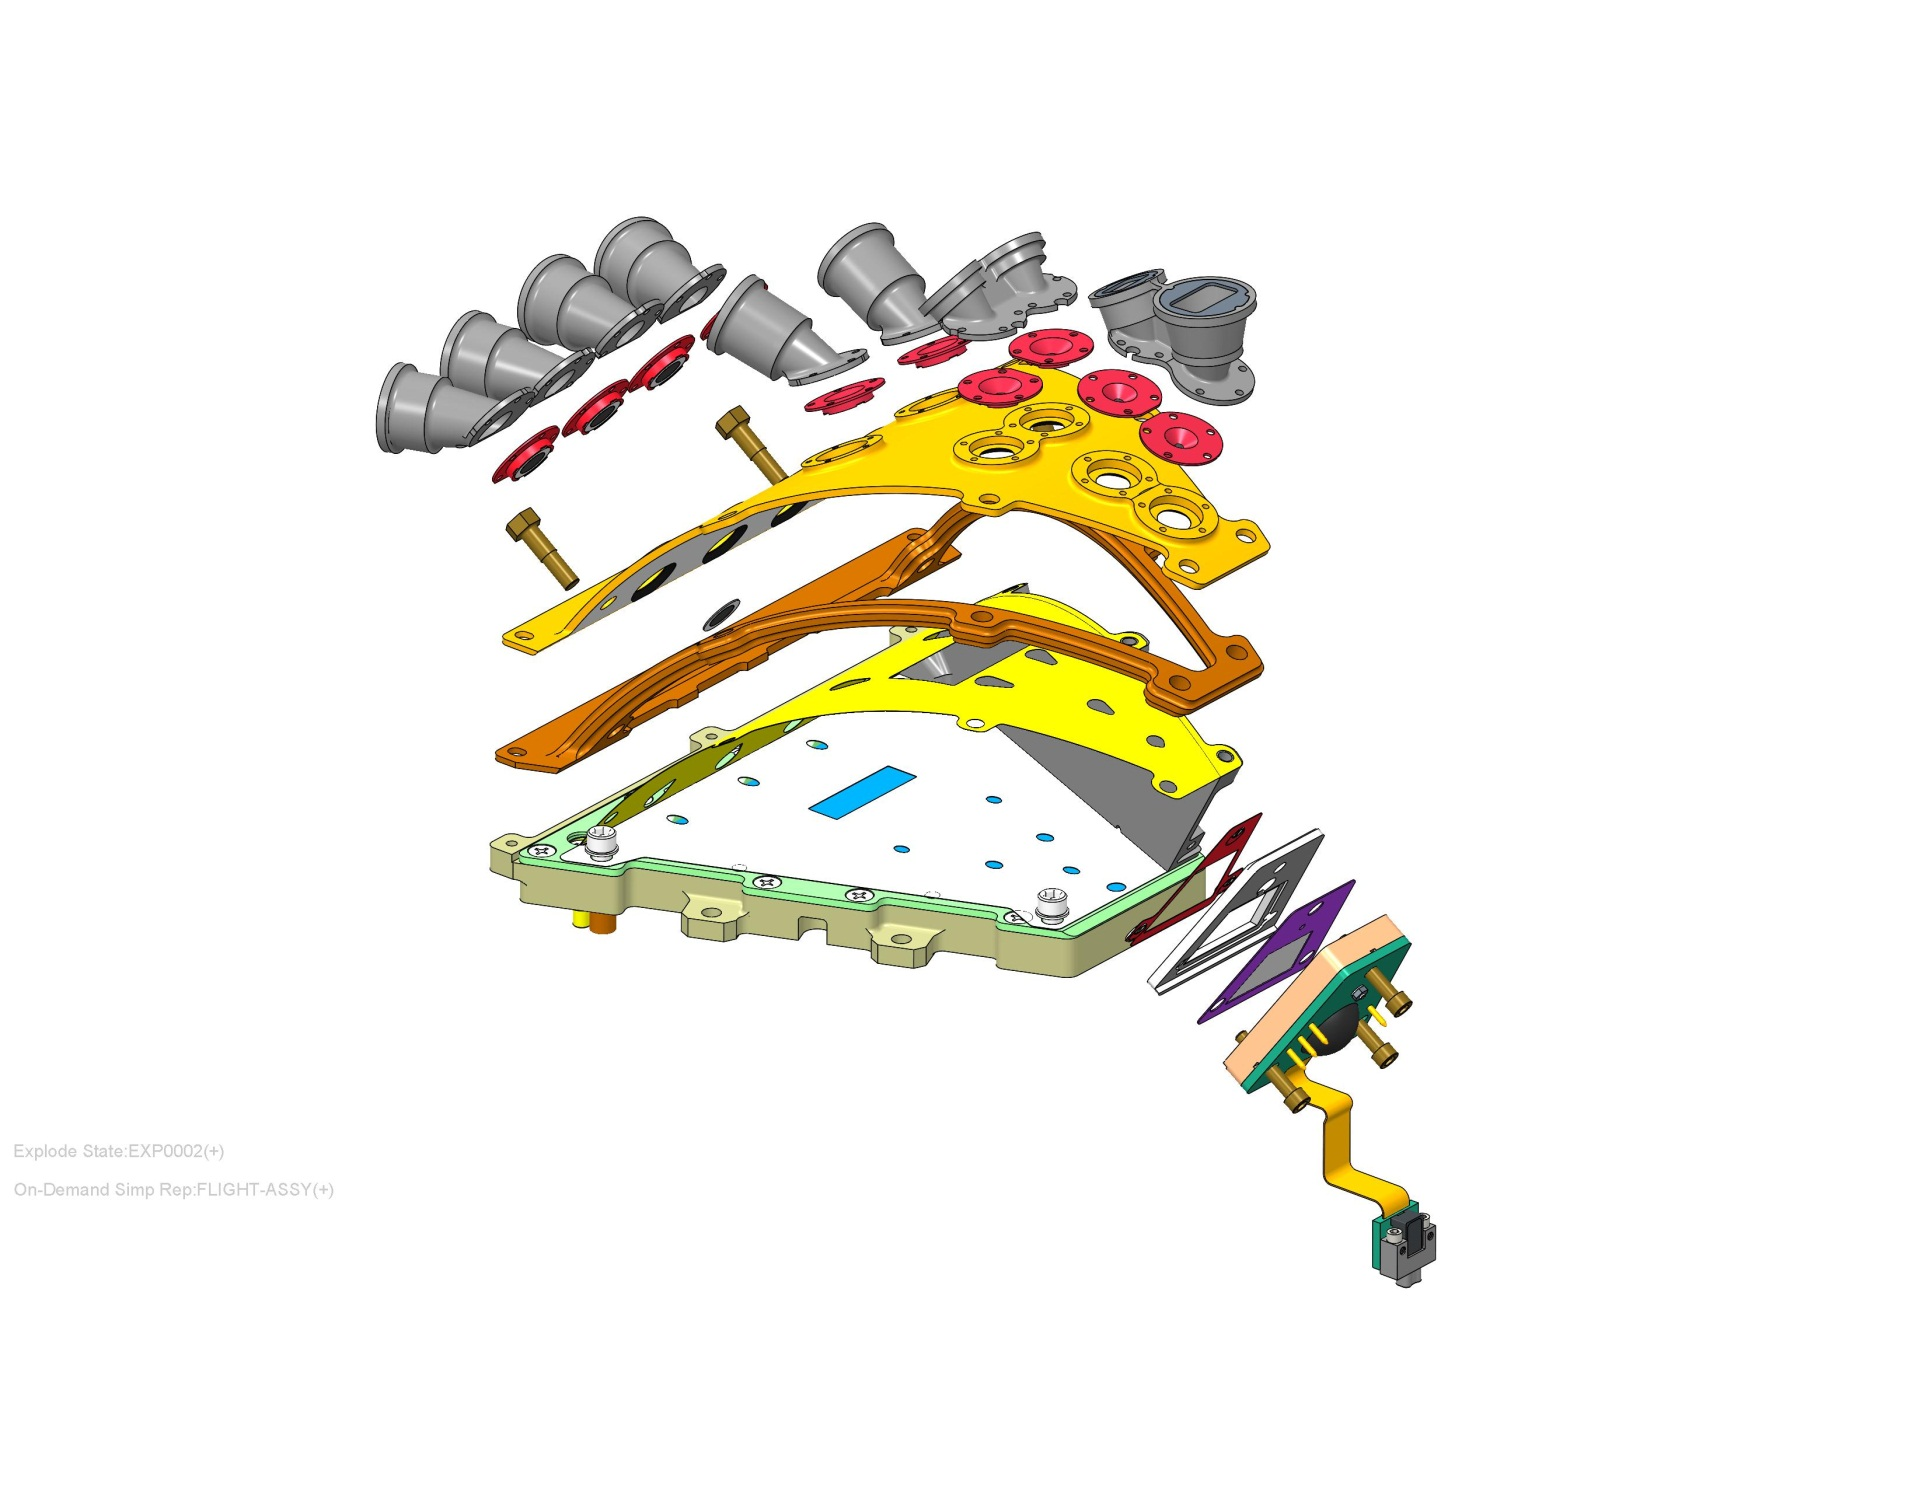 Explode State:EXP0002(+)
On-Demand Simp Rep:FLIGHT-ASSY(+)